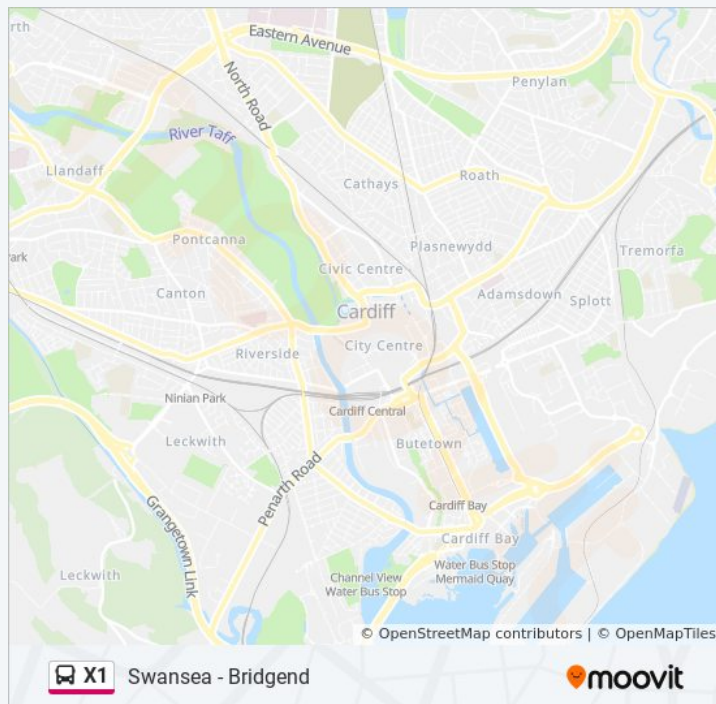 orth
Eastern Avenue
North Road
Penylan
River Taff
Llandaff
Cathays
Roath
Pontcanna
Plasnewydd
Tremorfa
ark
Civic Centre
Canton
Adamsdown
Splott
Cardiff
City Centre
Riverside
Ninian Park
Cardiff Central
Leckwith
Butetown
Penarth Road
Grangetown Link
Cardiff Bay
Cardiff Bay
Leckwith
Channel View
Water Bus Stop
Water Bus Stop
Mermaid Quay
© OpenStreetMap contributors | © OpenMapTiles
X1 Swansea - Bridgend
moovit